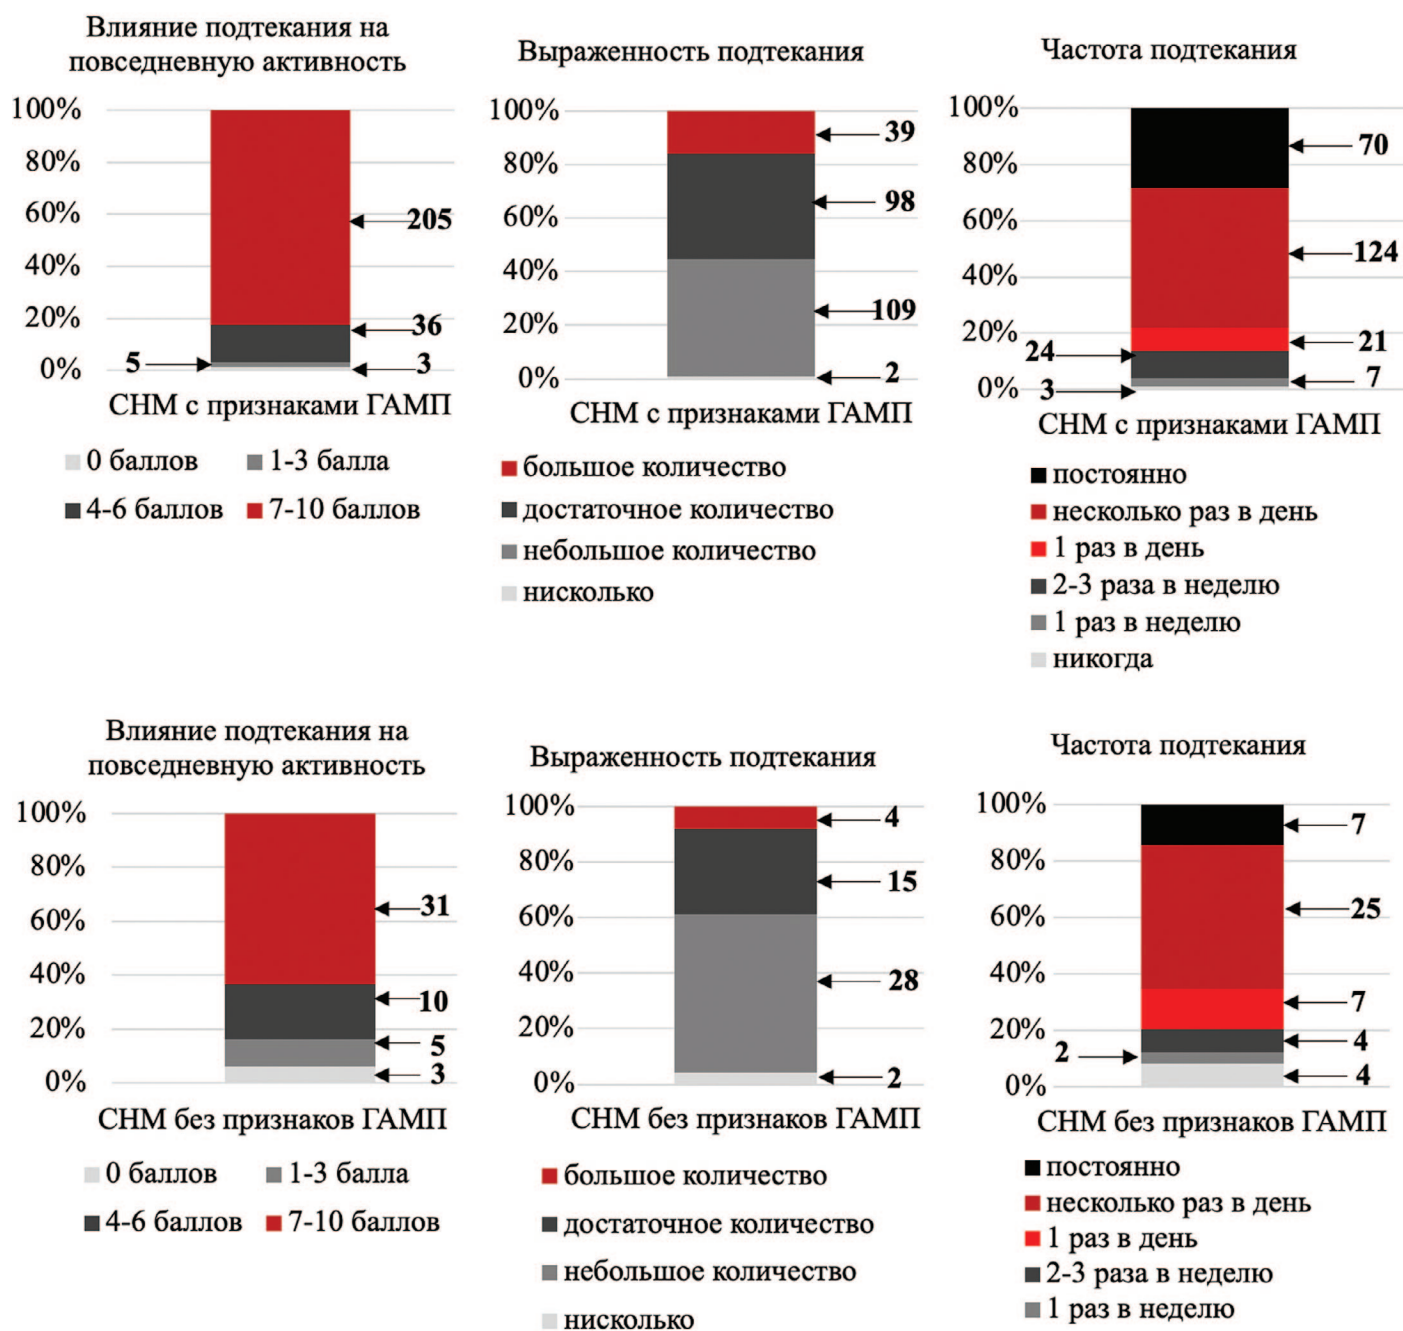 Влияние подтекания на
повседневную активность
100%
80%
60%
40%
20%
0%
205
36
5
3
СНМ с признаками ГАМП
0 баллов 1-3 балла
4-6 баллов 7-10 баллов
Выраженность подтекания
100%
80%
60%
40%
20%
0%
39
98
109
2
СНМ с признаками ГАМП
большое количество
достаточное количество
небольшое количество
нисколько
Частота подтекания
100%
80%
60%
40%
20%
0%
70
124
21
24
7
3
СНМ с признаками ГАМП
постоянно
несколько раз в день
1 раз в день
2-3 раза в неделю
1 раз в неделю
никогда
Влияние подтекания на
повседневную активность
100%
80%
60%
40%
20%
0%
31
10
5
3
СНМ без признаков ГАМП
0 баллов 1-3 балла
4-6 баллов 7-10 баллов
Выраженность подтекания
100%
80%
60%
40%
20%
0%
4
15
28
2
СНМ без признаков ГАМП
большое количество
достаточное количество
небольшое количество
нисколько
Частота подтекания
100%
80%
60%
40%
20%
0%
7
25
7
4
2
4
СНМ без признаков ГАМП
постоянно
несколько раз в день
1 раз в день
2-3 раза в неделю
1 раз в неделю